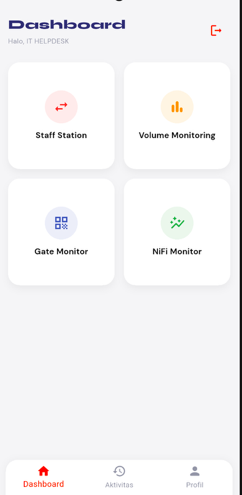 Dashboard
Halo, IT HELPDESK
Staff Station
Volume Monitoring
Gate Monitor
NiFi Monitor
Dashboard
Aktivitas
Profil